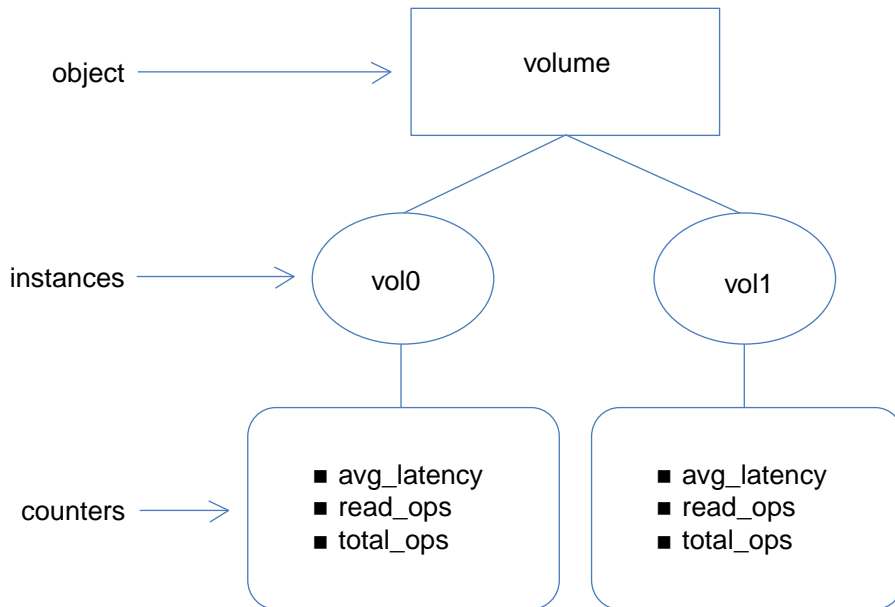 object
volume
instances
vol0
vol1
counters
■ avg_latency
■ read_ops
■ total_ops
■ avg_latency
■ read_ops
■ total_ops